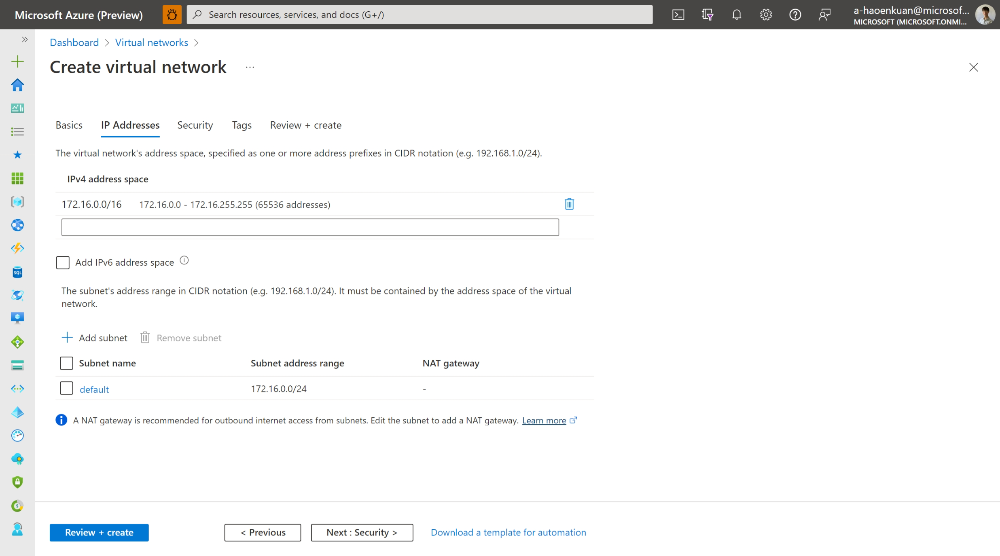 Microsoft Azure (Preview)
Search resources, services, and docs (G+/)
a-haoenkuan@microsof...
MICROSOFT (MICROSOFT.ONMI...
Dashboard > Virtual networks >
Create virtual network ...
Basics IP Addresses Security Tags Review + create
The virtual network's address space, specified as one or more address prefixes in CIDR notation (e.g. 192.168.1.0/24).
IPv4 address space
172.16.0.0/16 172.16.0.0 - 172.16.255.255 (65536 addresses)
Add IPv6 address space
The subnet's address range in CIDR notation (e.g. 192.168.1.0/24). It must be contained by the address space of the virtual
network.
Add subnet Remove subnet
Subnet name Subnet address range NAT gateway
default 172.16.0.0/24 -
A NAT gateway is recommended for outbound internet access from subnets. Edit the subnet to add a NAT gateway. Learn more
SQL
Review + create < Previous Next : Security > Download a template for automation